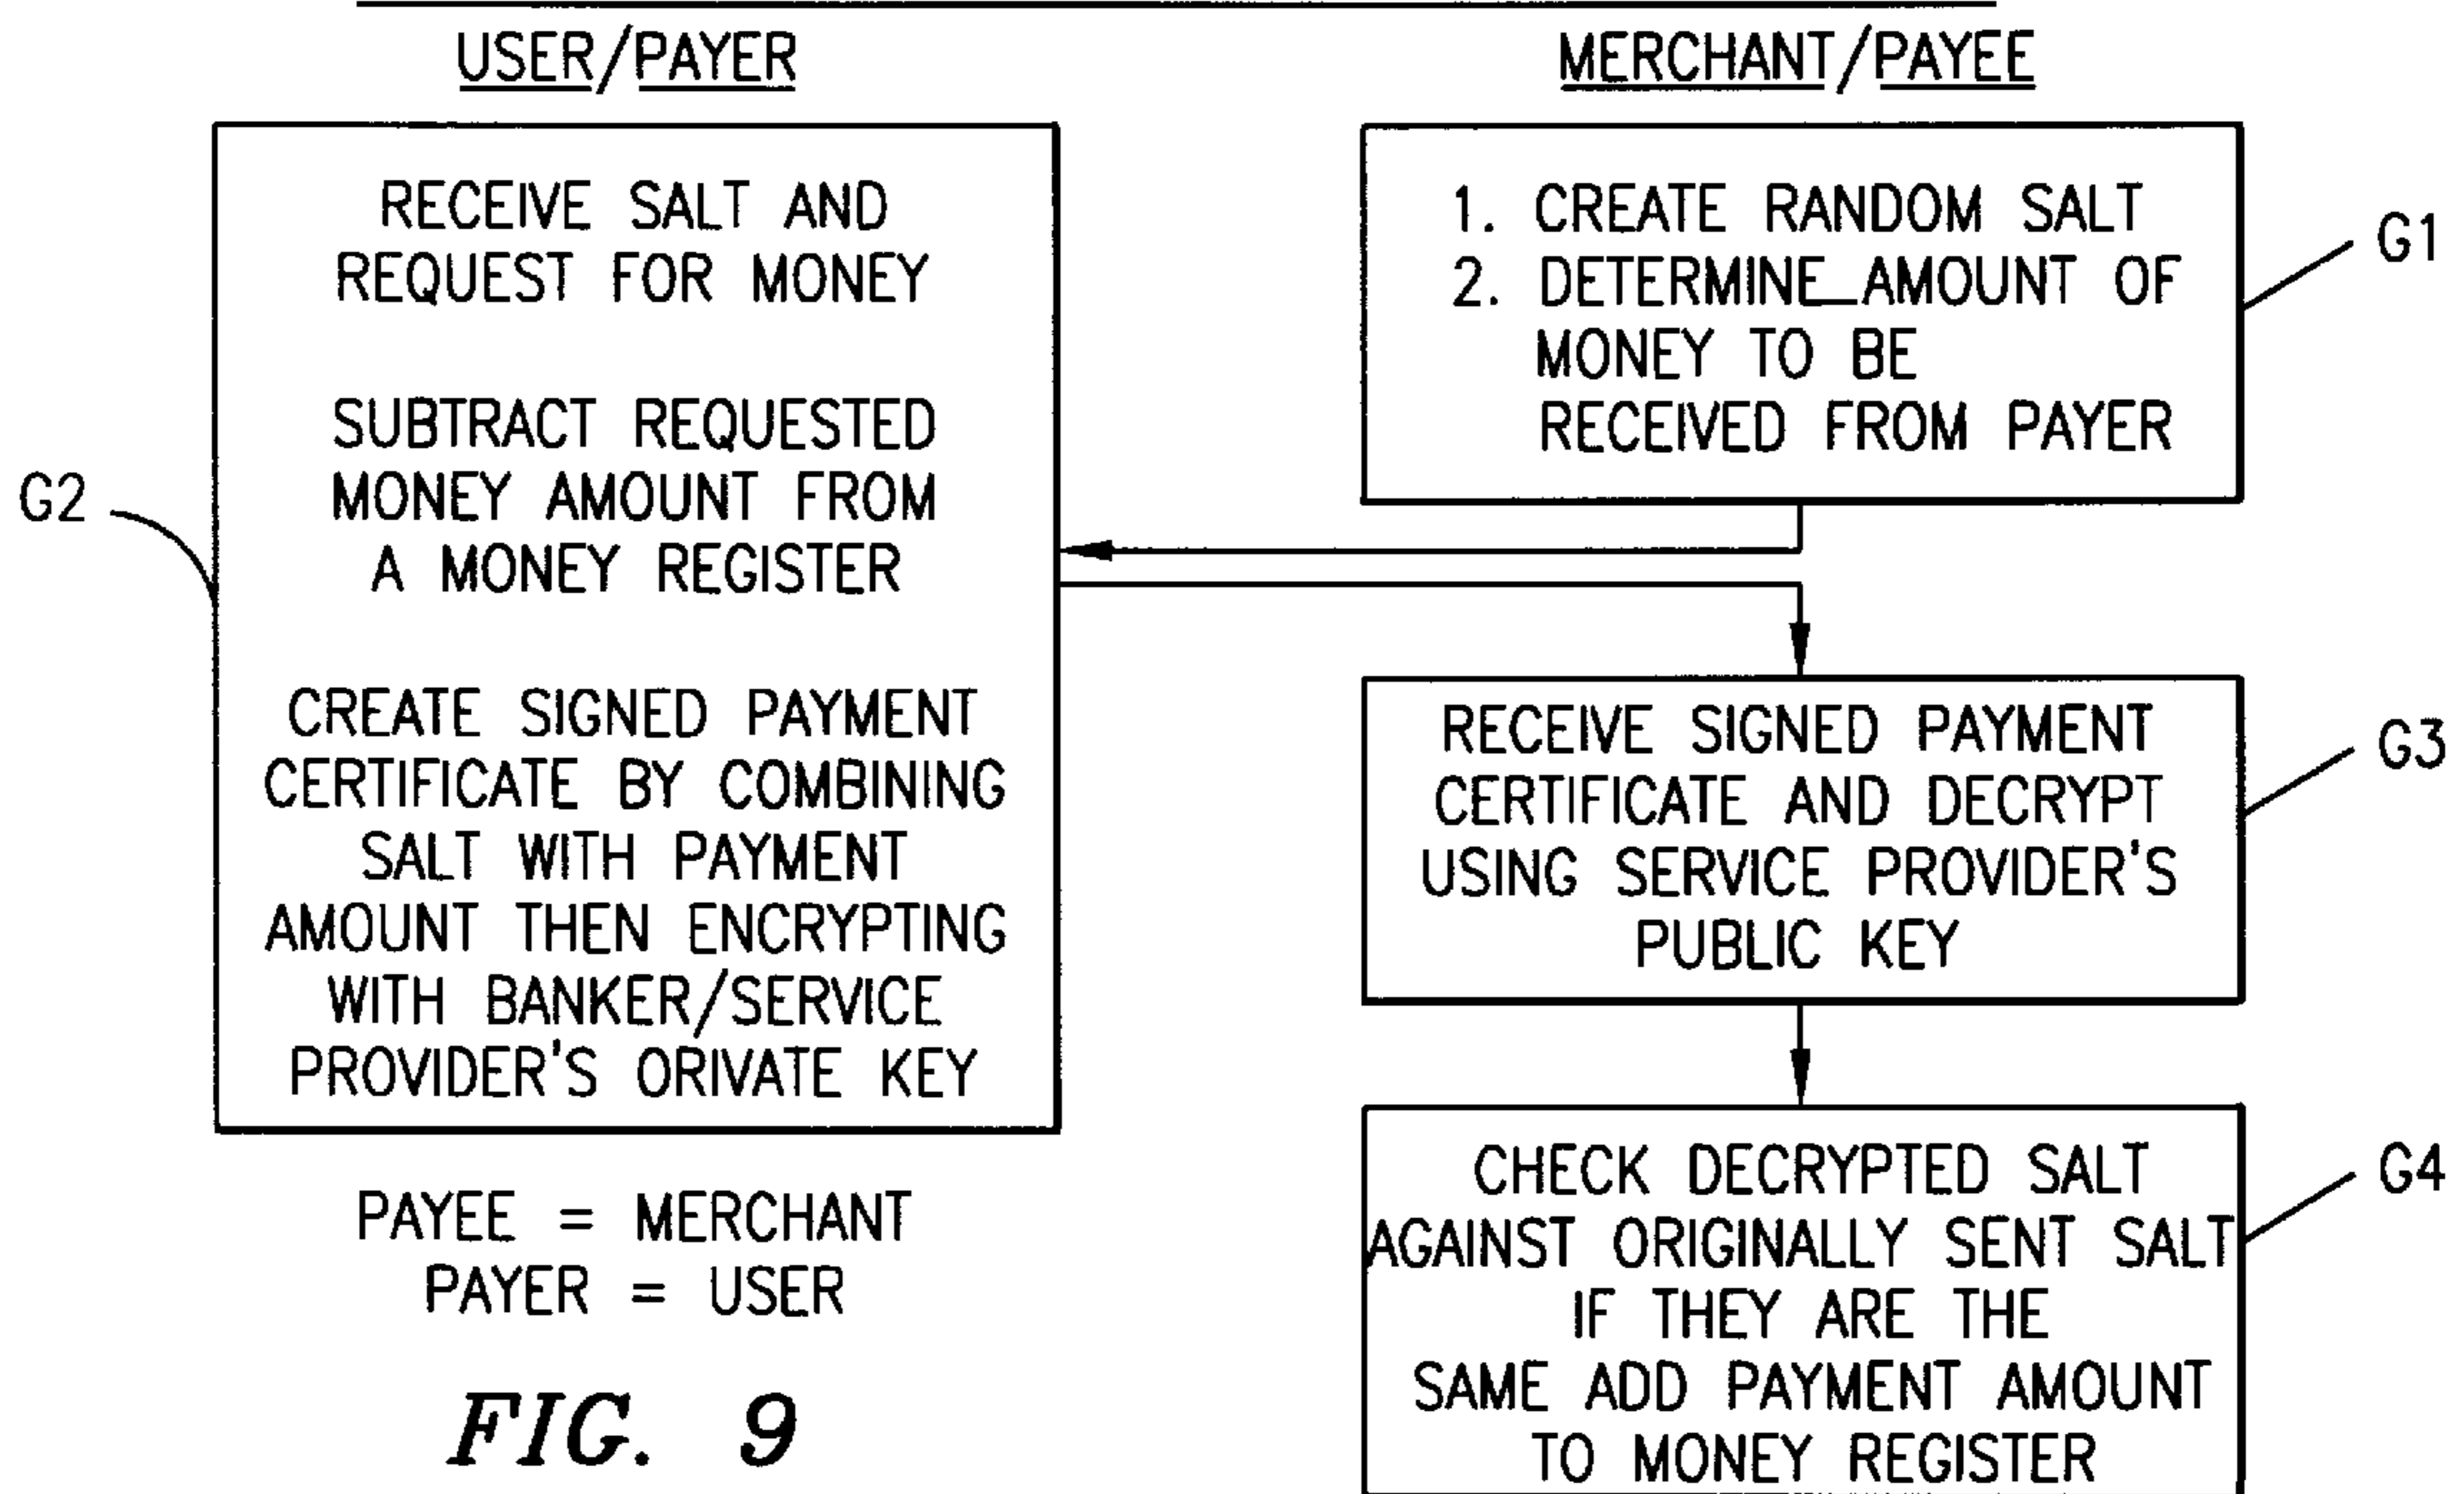 USER/PAYER
MERCHANT/PAYEE
RECEIVE SALT AND
REQUEST FOR MONEY
SUBTRACT REQUESTED
MONEY AMOUNT FROM
A MONEY REGISTER
CREATE SIGNED PAYMENT
CERTIFICATE BY COMBINING
SALT WITH PAYMENT
AMOUNT THEN ENCRYPTING
WITH BANKER/SERVICE
PROVIDER'S ORIVATE KEY
G2
1. CREATE RANDOM SALT
2. DETERMINE_AMOUNT OF
MONEY TO BE
RECEIVED FROM PAYER
G1
RECEIVE SIGNED PAYMENT
CERTIFICATE AND DECRYPT
USING SERVICE PROVIDER'S
PUBLIC KEY
G3
CHECK DECRYPTED SALT
AGAINST ORIGINALLY SENT SALT
IF THEY ARE THE
SAME ADD PAYMENT AMOUNT
TO MONEY REGISTER
G4
PAYEE = MERCHANT
PAYER = USER
FIG. 9